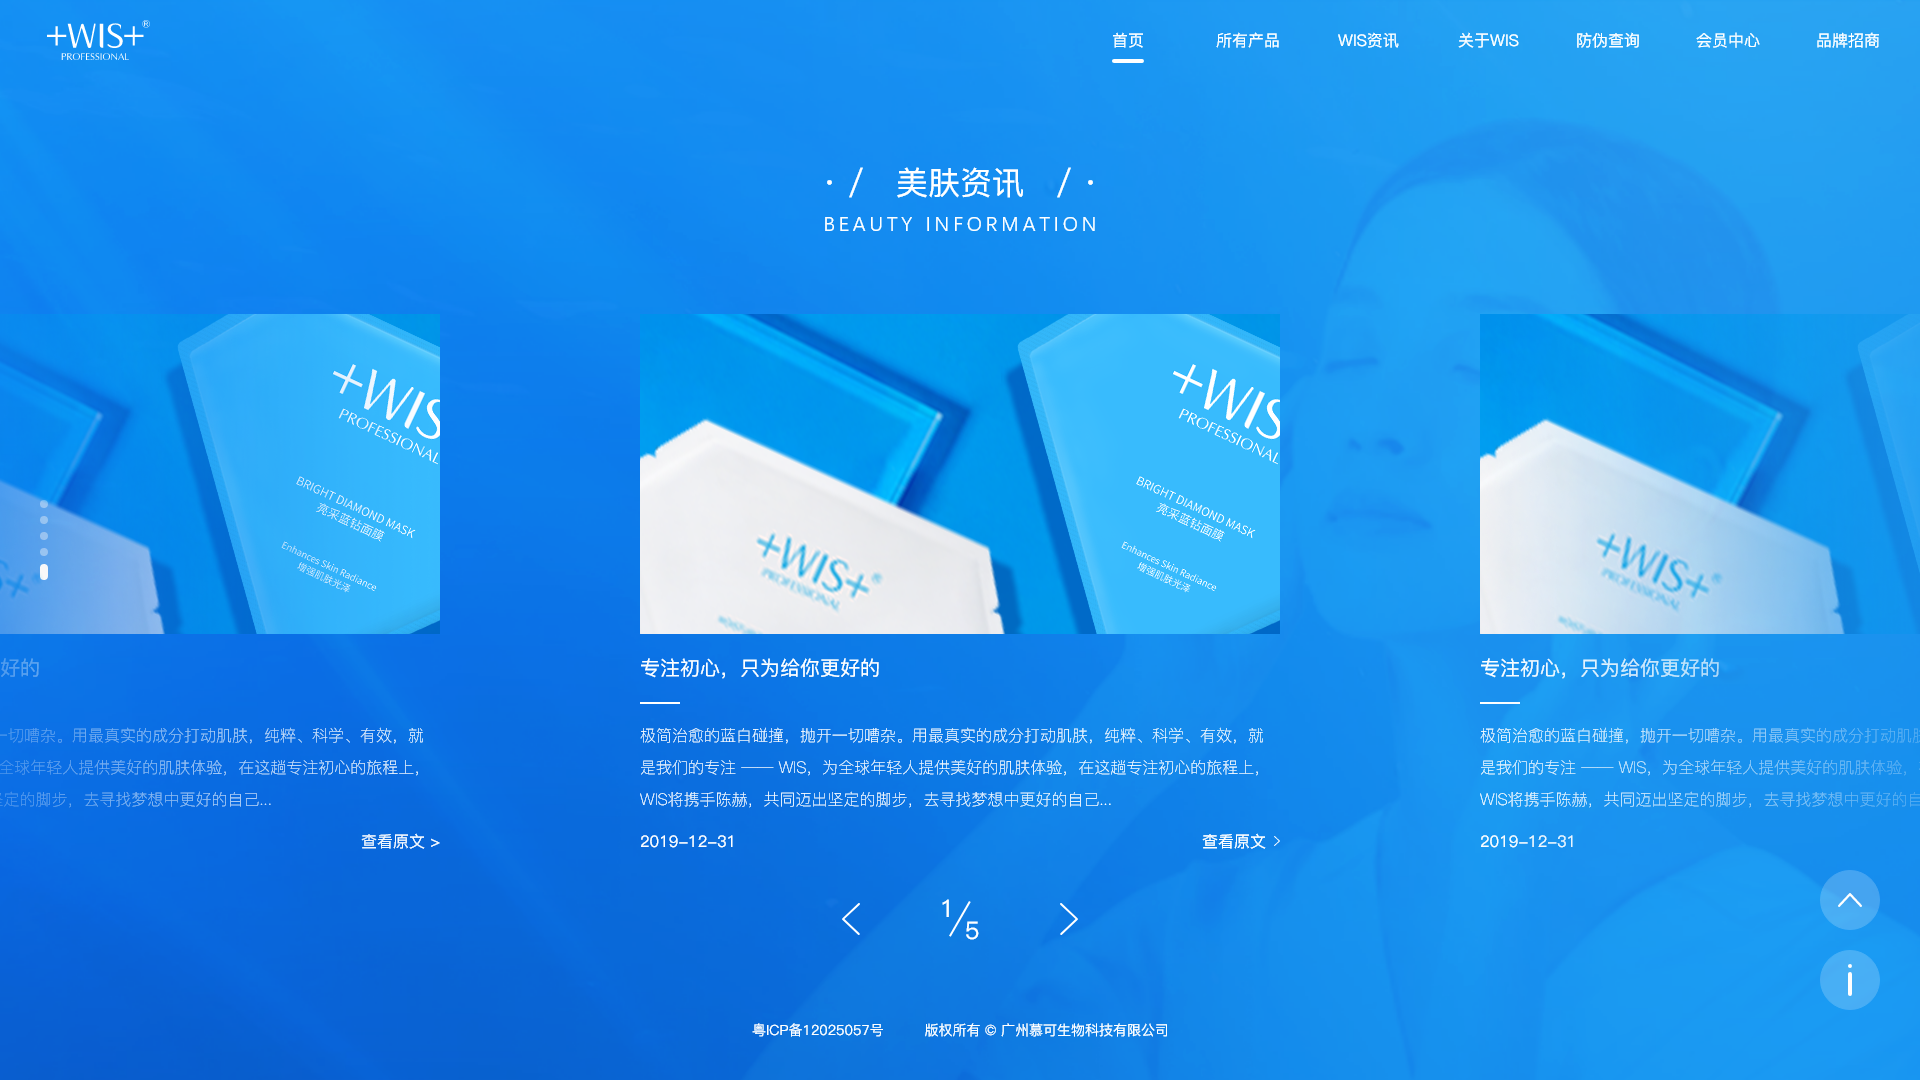 +WIS+®
PROFESSIONAL
首页
所有产品
WIS资讯
关于WIS
防伪查询
会员中心
品牌招商
· / 美肤资讯 / ·
BEAUTY INFORMATION
+WIS
PROFESSIONAL
BRIGHT DIAMOND MASK
亮采蓝钻面膜
Enhances Skin Radiance
增强肌肤光泽
好的
一切嘈杂。用最真实的成分打动肌肤，纯粹、科学、有效，就
全球年轻人提供美好的肌肤体验，在这趟专注初心的旅程上，
坚定的脚步，去寻找梦想中更好的自己...
查看原文 >
+WIS
PROFESSIONAL
BRIGHT DIAMOND MASK
亮采蓝钻面膜
Enhances Skin Radiance
增强肌肤光泽
+WIS+®
PROFESSIONAL
专注初心，只为给你更好的
极简治愈的蓝白碰撞，抛开一切嘈杂。用最真实的成分打动肌肤，纯粹、科学、有效，就
是我们的专注 —— WIS，为全球年轻人提供美好的肌肤体验，在这趟专注初心的旅程上，
WIS将携手陈赫，共同迈出坚定的脚步，去寻找梦想中更好的自己...
2019-12-31
查看原文 >
+WIS+®
PROFESSIONAL
专注初心，只为给你更好的
极简治愈的蓝白碰撞，抛开一切嘈杂。用最真实的成分打动肌肤
是我们的专注 —— WIS，为全球年轻人提供美好的肌肤体验，
WIS将携手陈赫，共同迈出坚定的脚步，去寻找梦想中更好的自
2019-12-31
1/5
粤ICP备12025057号
版权所有 © 广州慕可生物科技有限公司